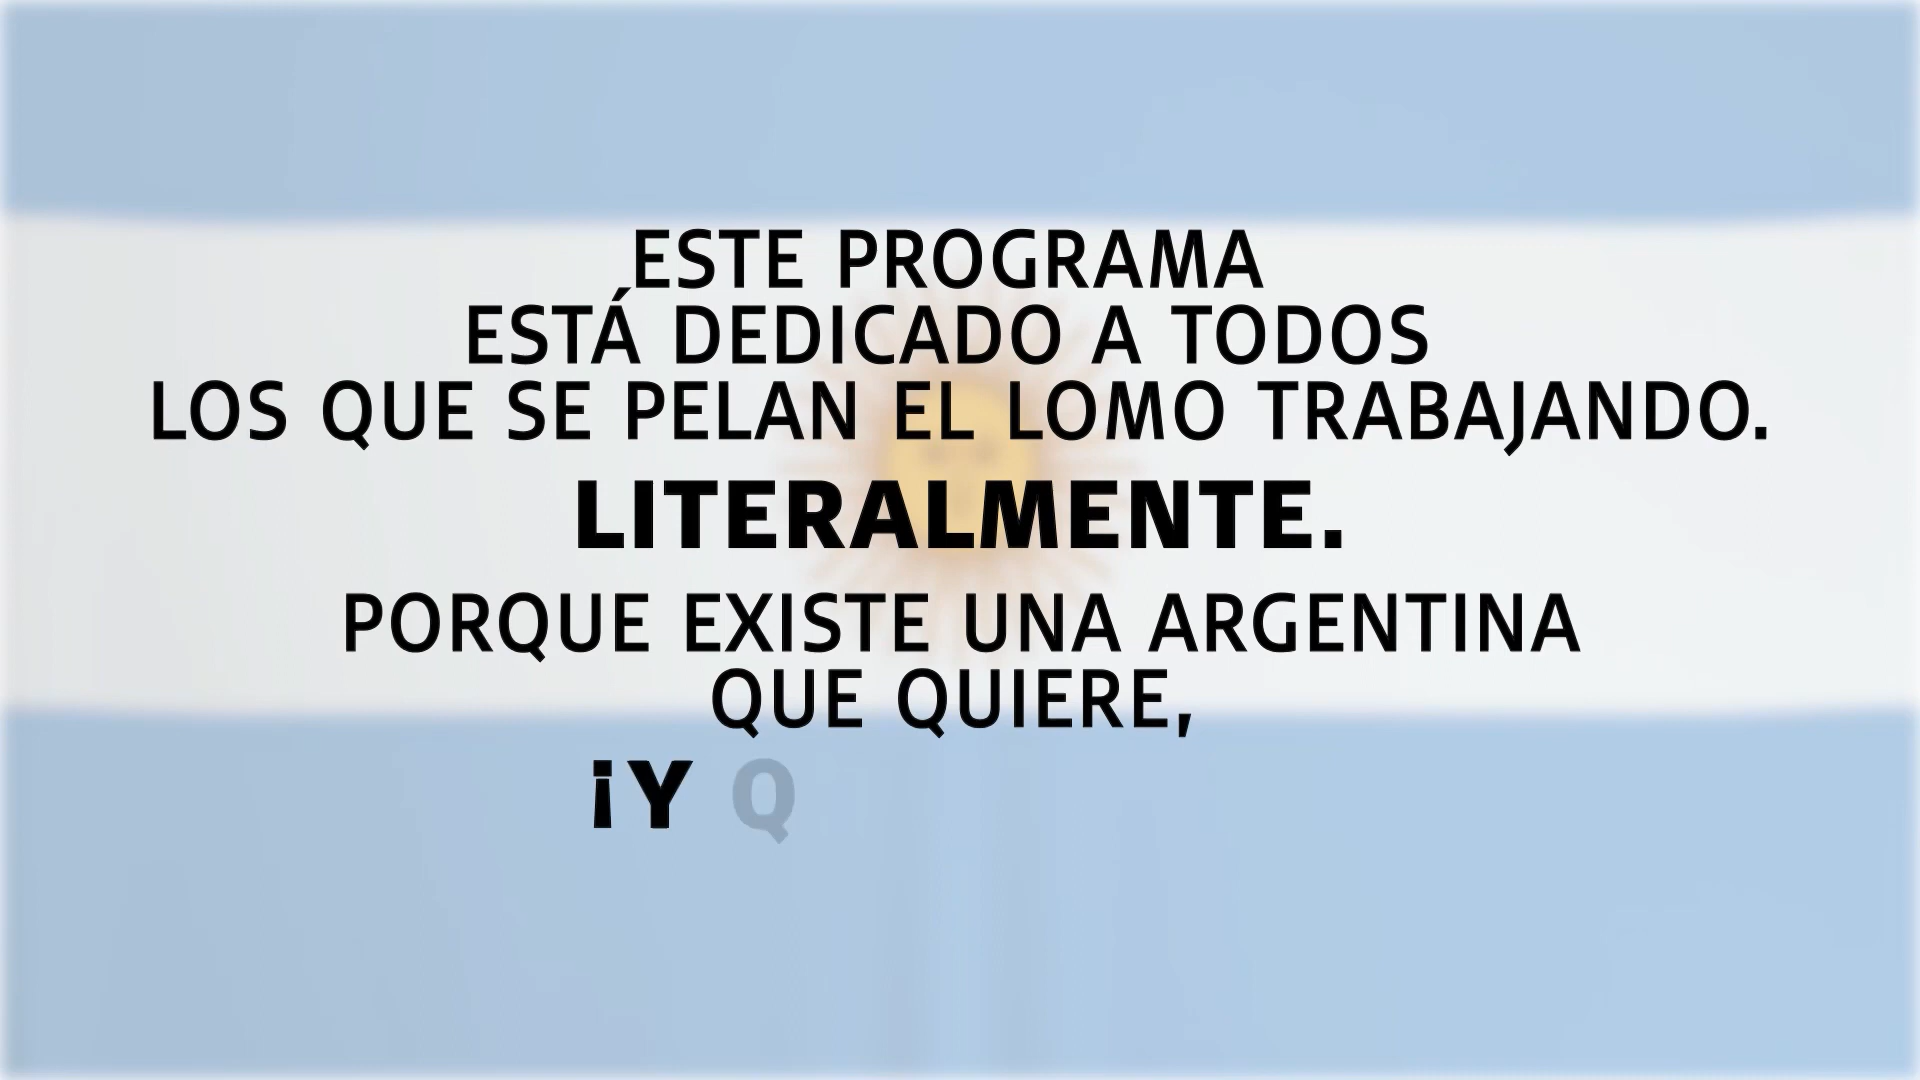 ESTE PROGRAMA
ESTÁ DEDICADO A TODOS
LOS QUE SE PELAN EL LOMO TRABAJANDO.
LITERALMENTE.
PORQUE EXISTE UNA ARGENTINA
QUE QUIERE,
¡Y Q